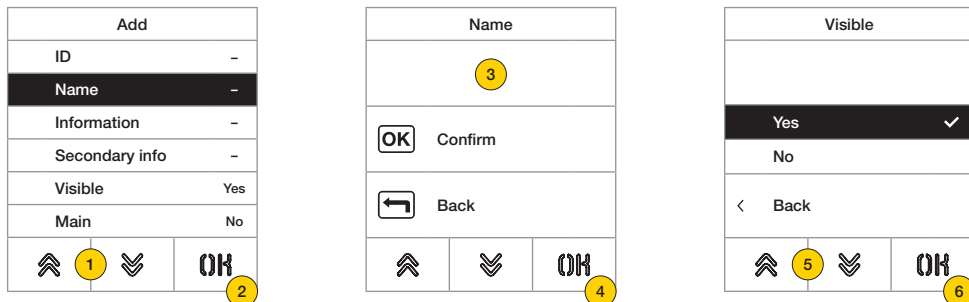 Add
ID –
Name –
Information –
Secondary info –
Visible Yes
Main No
1
OK
2
Name
3
OK Confirm
Back
OK
4
Visible
Yes
No
Back
5
OK
6